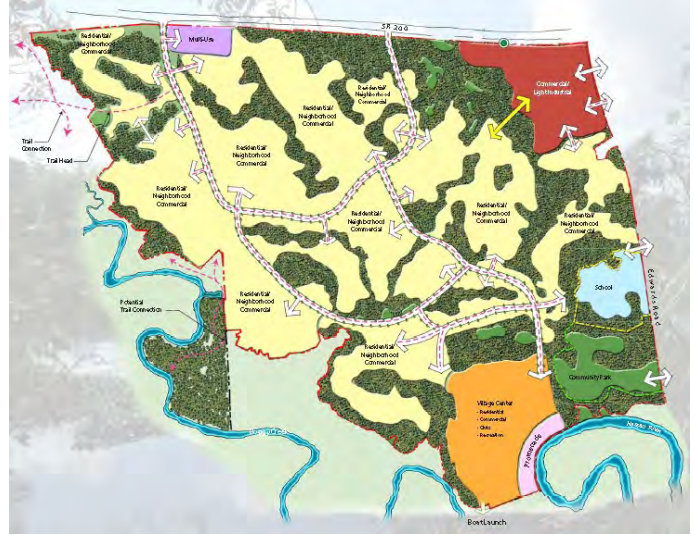 SR 200
Residential/
Neighborhood
Commercial
Multi-Use
Commercial/
Light Industrial
Residential/
Neighborhood
Commercial
Residential/
Neighborhood
Commercial
Trail
Connection
Trail Head
Residential/
Neighborhood
Commercial
Residential/
Neighborhood
Commercial
Residential/
Neighborhood
Commercial
Residential/
Neighborhood
Commercial
Residential/
Neighborhood
Commercial
School
Edwards Road
Potential
Trail Connection
Residential/
Neighborhood
Commercial
Residential/
Neighborhood
Commercial
Community Park
Village Center
- Residential
- Commercial
- Civic
- Recreation
Promenade
Nassau River
Boat Launch